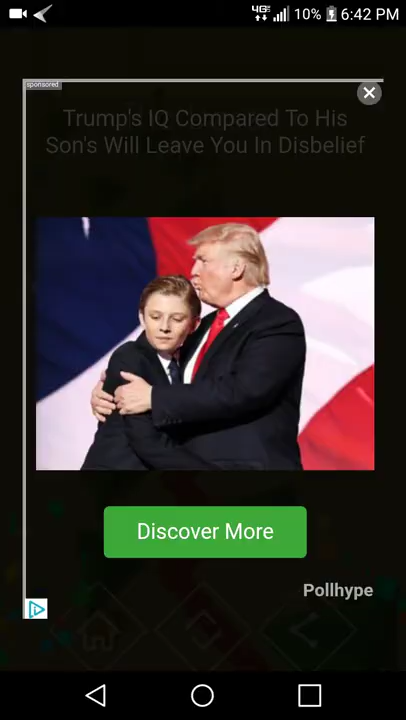 4G 10% 6:42 PM
sponsored
Trump's IQ Compared To His
Son's Will Leave You In Disbelief
Discover More
Pollhype